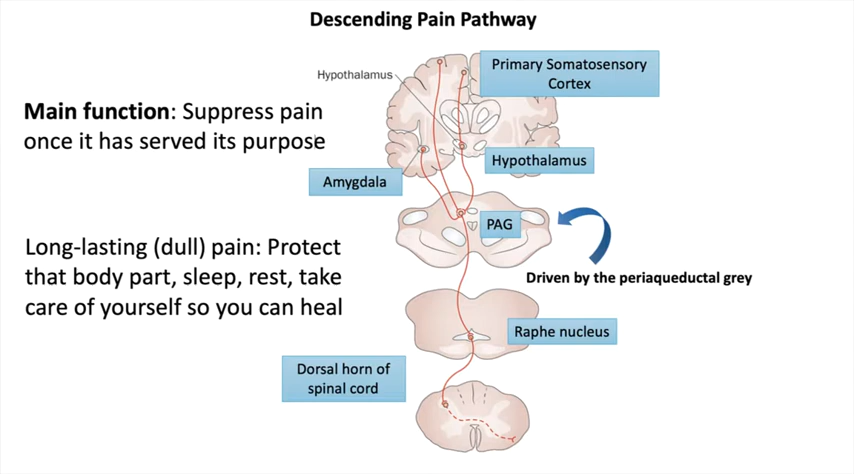 Descending Pain Pathway
Hypothalamus
Primary Somatosensory
Cortex
Main function: Suppress pain
once it has served its purpose
Hypothalamus
Amygdala
PAG
Long-lasting (dull) pain: Protect
that body part, sleep, rest, take
care of yourself so you can heal
Driven by the periaqueductal grey
Raphe nucleus
Dorsal horn of
spinal cord